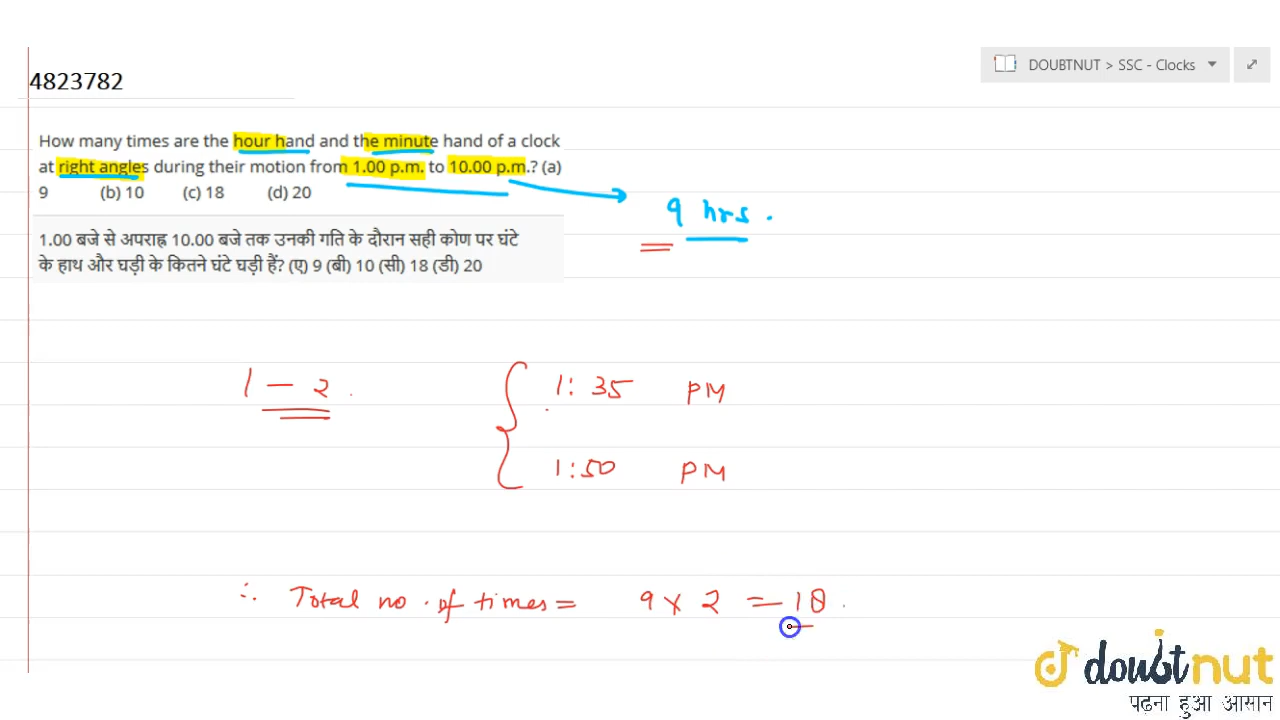 4823782
DOUBTNUT > SSC - Clocks
How many times are the hour hand and the minute hand of a clock
at right angles during their motion from 1.00 p.m. to 10.00 p.m.? (a)
9 (b) 10 (c) 18 (d) 20
9 hrs.
1.00 बजे से अपराह्न 10.00 बजे तक उनकी गति के दौरान सही कोण पर घंटे
के हाथ और घड़ी के कितने घंटे घड़ी हैं? (ए) 9 (बी) 10 (सी) 18 (डी) 20
1 - 2
1:35 PM
1:50 PM
∴ Total no. of times = 9 x 2 = 18.
doubtnut
पढ़ना हुआ आसान